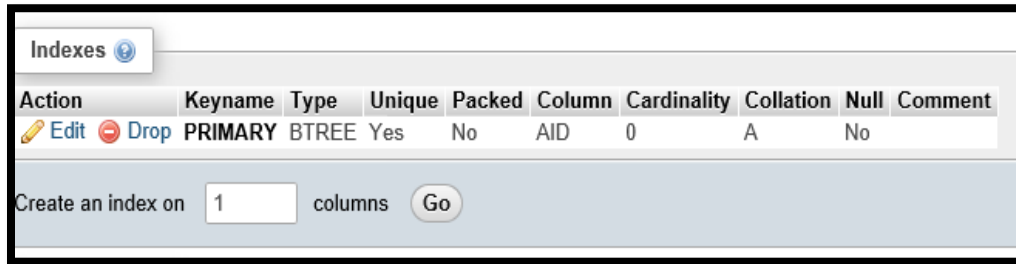 Indexes
Action Keyname Type Unique Packed Column Cardinality Collation Null Comment
Edit Drop PRIMARY BTREE Yes No AID 0 A No
Create an index on 1 columns Go